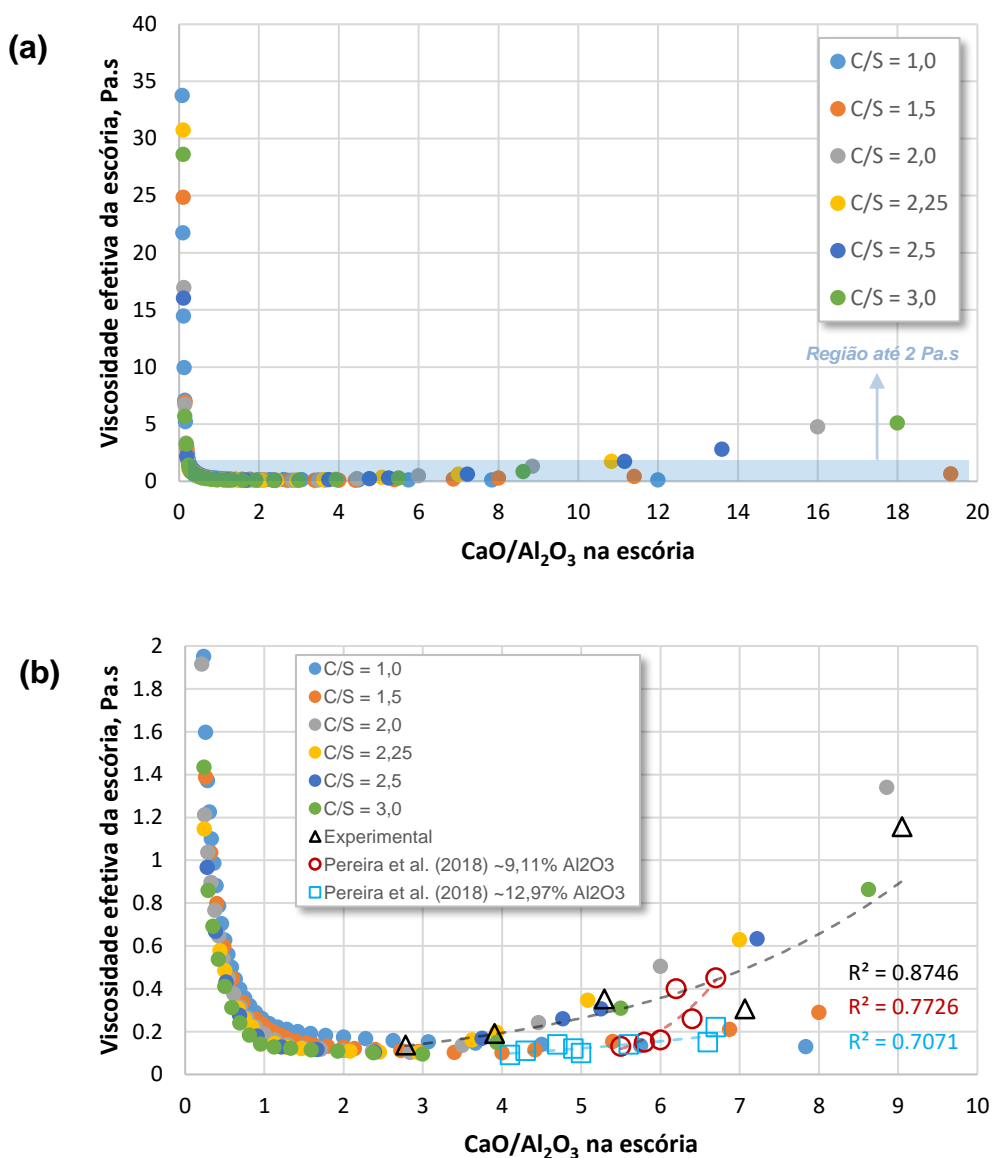 (a)
Viscosidade efetiva da escória, Pa.s
40
35
30
25
20
15
10
5
0
0 2 4 6 8 10 12 14 16 18 20
CaO/Al₂O₃ na escória
C/S = 1,0
C/S = 1,5
C/S = 2,0
C/S = 2,25
C/S = 2,5
C/S = 3,0
Região até 2 Pa.s
(b)
Viscosidade efetiva da escória, Pa.s
2
1.8
1.6
1.4
1.2
1
0.8
0.6
0.4
0.2
0
0 1 2 3 4 5 6 7 8 9 10
CaO/Al₂O₃ na escória
C/S = 1,0
C/S = 1,5
C/S = 2,0
C/S = 2,25
C/S = 2,5
C/S = 3,0
Experimental
Pereira et al. (2018) ~9,11% Al2O3
Pereira et al. (2018) ~12,97% Al2O3
R² = 0.8746
R² = 0.7726
R² = 0.7071